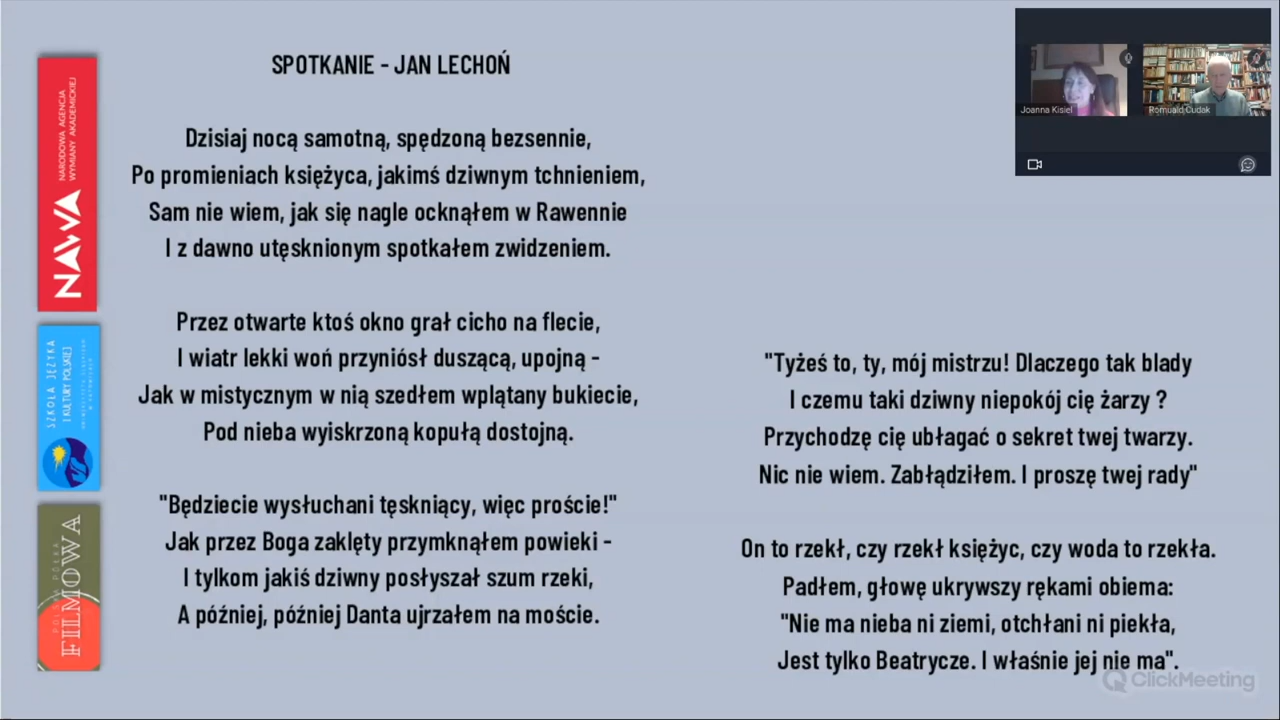 SPOTKANIE - JAN LECHOŃ
Dzisiaj nocą samotną, spędzoną bezsennie,
Po promieniach księżyca, jakimś dziwnym tchnieniem,
Sam nie wiem, jak się nagle ocknąłem w Rawennie
I z dawno utęsknionym spotkałem zwidzeniem.
Przez otwarte ktoś okno grał cicho na flecie,
I wiatr lekki woń przyniósł duszącą, upojną -
Jak w mistycznym w nią szedłem wplątany bukiecie,
Pod nieba wyiskrzoną kopułą dostojną.
"Będziecie wysłuchani tęskniący, więc proście!"
Jak przez Boga zaklęty przymknąłem powieki -
I tylkom jakiś dziwny posłyszał szum rzeki,
A później, później Danta ujrzałem na moście.
"Tyżeś to, ty, mój mistrzu! Dlaczego tak blady
I czemu taki dziwny niepokój cię żarzy ?
Przychodzę cię ubłagać o sekret twej twarzy.
Nic nie wiem. Zabłądziłem. I proszę twej rady"
On to rzekł, czy rzekł księżyc, czy woda to rzekła.
Padłem, głowę ukrywszy rękami obiema:
"Nie ma nieba ni ziemi, otchłani ni piekła,
Jest tylko Beatrycze. I właśnie jej nie ma".
NAWA
NARODOWA AGENCJA
WYMIANY AKADEMICKIEJ
SZKOŁA JĘZYKA
I KULTURY POLSKIEJ
POLSKA PÓŁKA
FILMOWA
Joanna Kisiel
Romuald Cudak
ClickMeeting